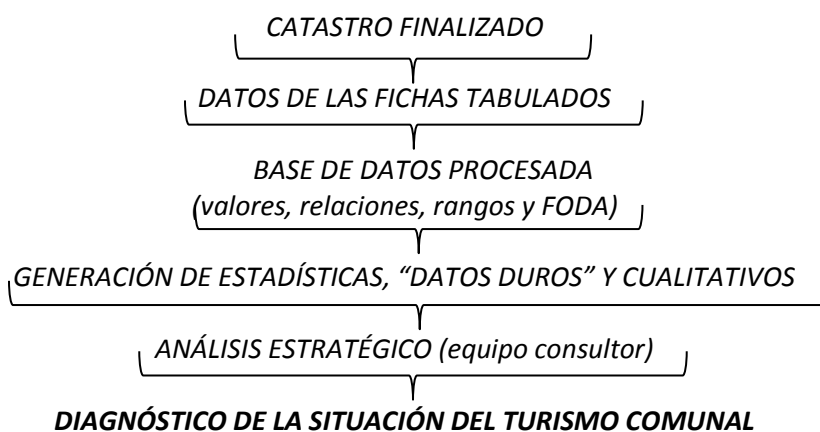 CATASTRO FINALIZADO
DATOS DE LAS FICHAS TABULADOS
BASE DE DATOS PROCESADA
(valores, relaciones, rangos y FODA)
GENERACIÓN DE ESTADÍSTICAS, “DATOS DUROS” Y CUALITATIVOS
ANÁLISIS ESTRATÉGICO (equipo consultor)
DIAGNÓSTICO DE LA SITUACIÓN DEL TURISMO COMUNAL